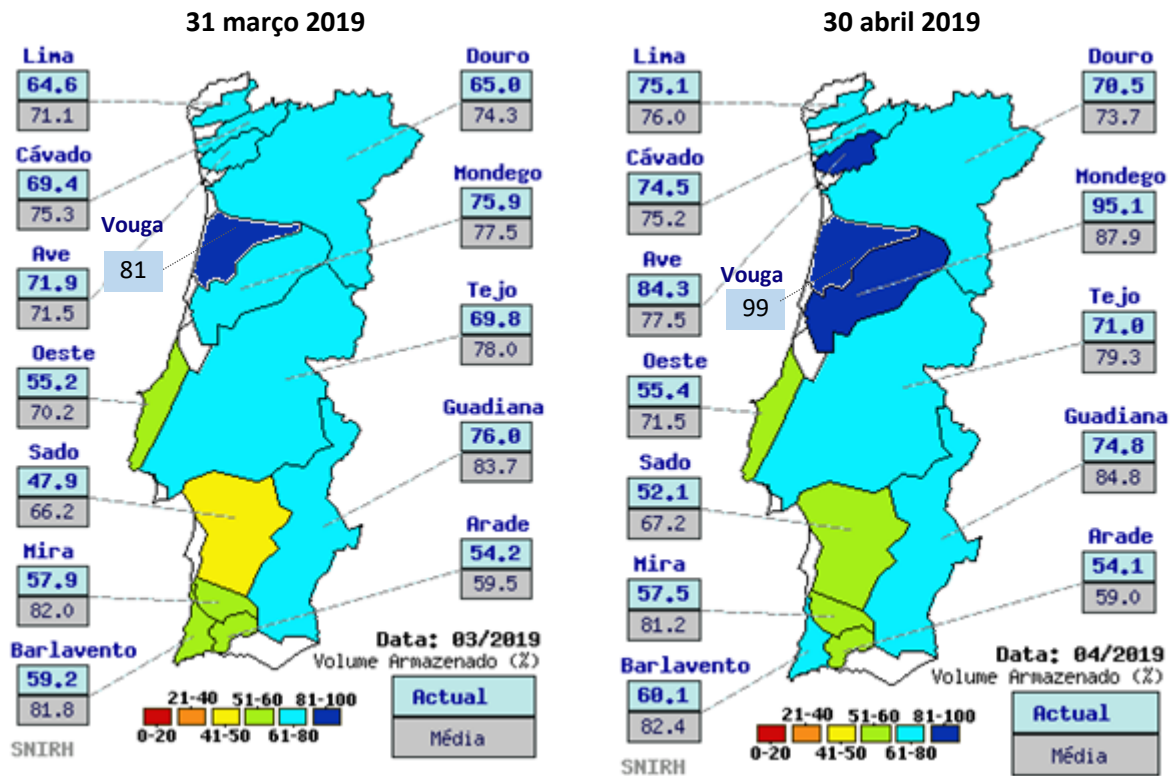 31 março 2019
Lima
64.6
71.1
Cávado
69.4
75.3
Vouga
81
Ave
71.9
71.5
Oeste
55.2
70.2
Sado
47.9
66.2
Mira
57.9
82.0
Barlavento
59.2
81.8
Douro
65.0
74.3
Mondego
75.9
77.5
Tejo
69.8
78.0
Guadiana
76.0
83.7
Arade
54.2
59.5
Data: 03/2019
Volume Armazenado (%)
21-40 51-60 81-100
0-20 41-50 61-80
Actual
Média
SNIRH
30 abril 2019
Lima
75.1
76.0
Cávado
74.5
75.2
Ave
84.3
77.5
Vouga
99
Oeste
55.4
71.5
Sado
52.1
67.2
Mira
57.5
81.2
Barlavento
60.1
82.4
Douro
70.5
73.7
Mondego
95.1
87.9
Tejo
71.0
79.3
Guadiana
74.8
84.8
Arade
54.1
59.0
Data: 04/2019
Volume Armazenado (%)
21-40 51-60 81-100
0-20 41-50 61-80
Actual
Média
SNIRH